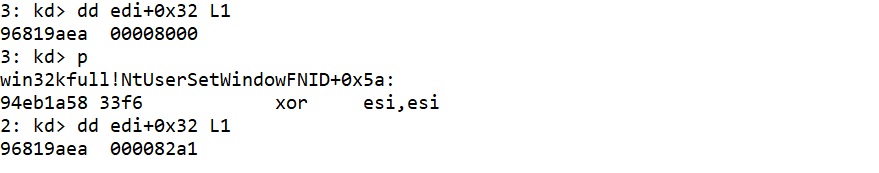 3: kd> dd edi+0x32 L1
96819aea  00008000
3: kd> p
win32kfull!NtUserSetWindowFNID+0x5a:
94eb1a58 33f6            xor     esi,esi
2: kd> dd edi+0x32 L1
96819aea  000082a1